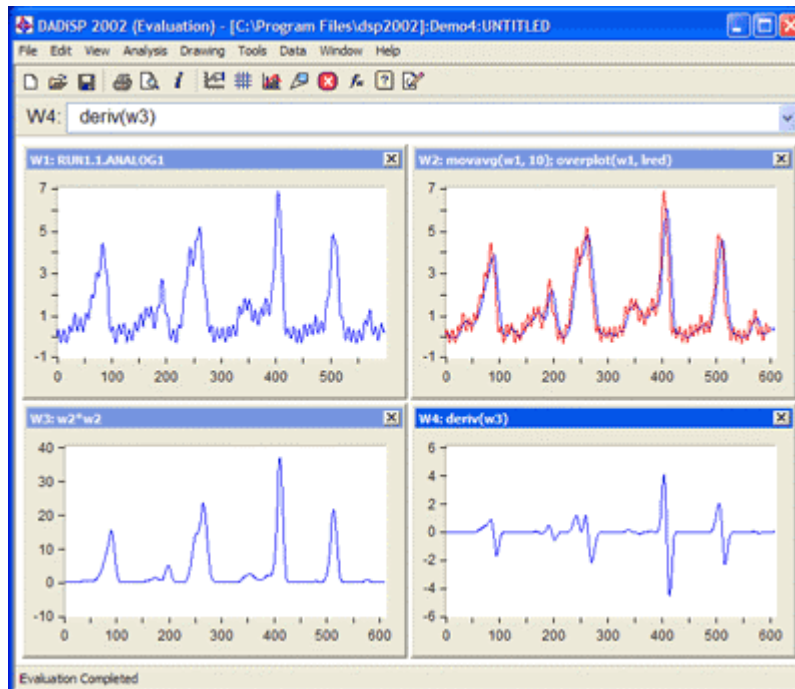 DADiSP 2002 (Evaluation) - [C:\Program Files\dsp2002]:Demo4:UNTITLED
File Edit View Analysis Drawing Tools Data Window Help
W4: deriv(w3)
W1: RUN1.1.ANALOG1
7
5
3
1
-1
0 100 200 300 400 500
W2: movavg(w1, 10); overplot(w1, lred)
7
5
3
1
-1
0 100 200 300 400 500 600
W3: w2*w2
40
30
20
10
0
-10
0 100 200 300 400 500 600
W4: deriv(w3)
6
4
2
0
-2
-4
-6
0 100 200 300 400 500 600
Evaluation Completed